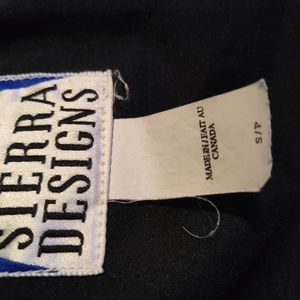 SIERRA
DESIGNS
MADE IN / FAIT AU
CANADA
S / P